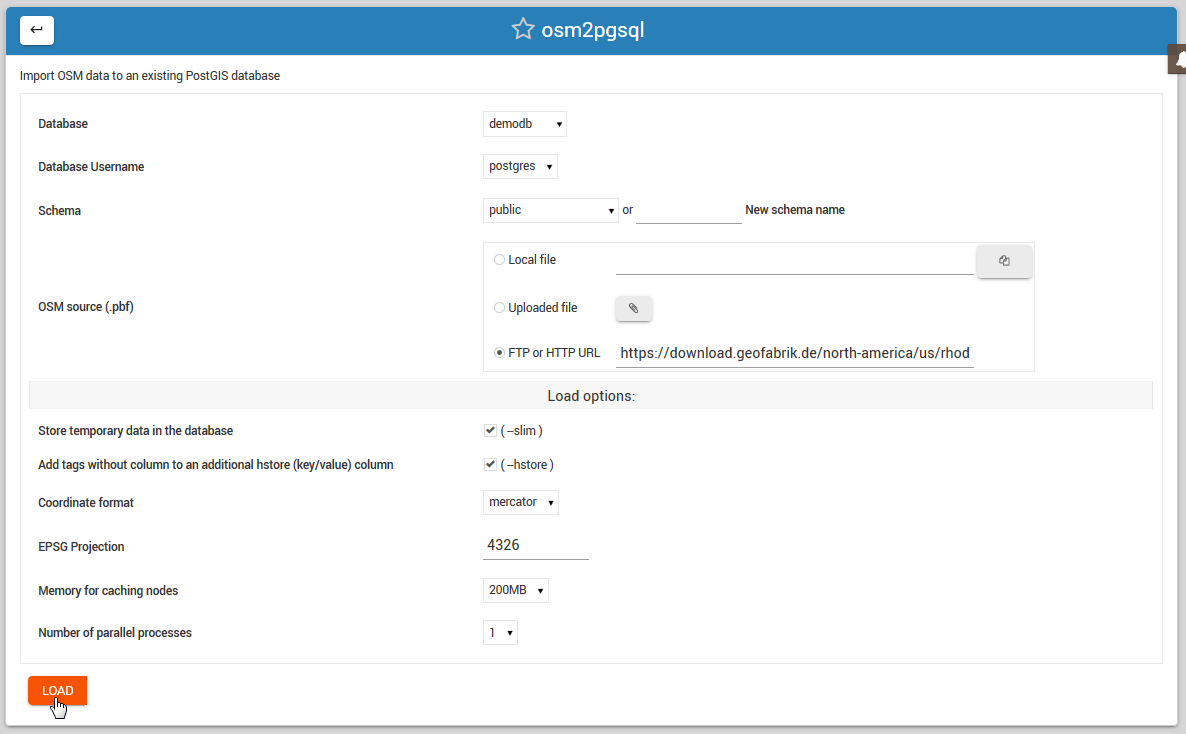 osm2pgsql
Import OSM data to an existing PostGIS database
Database demodb
Database Username postgres
Schema public or New schema name
OSM source (.pbf)
Local file
Uploaded file
FTP or HTTP URL https://download.geofabrik.de/north-america/us/rhod
Load options:
Store temporary data in the database (--slim )
Add tags without column to an additional hstore (key/value) column (--hstore )
Coordinate format mercator
EPSG Projection 4326
Memory for caching nodes 200MB
Number of parallel processes 1
LOAD